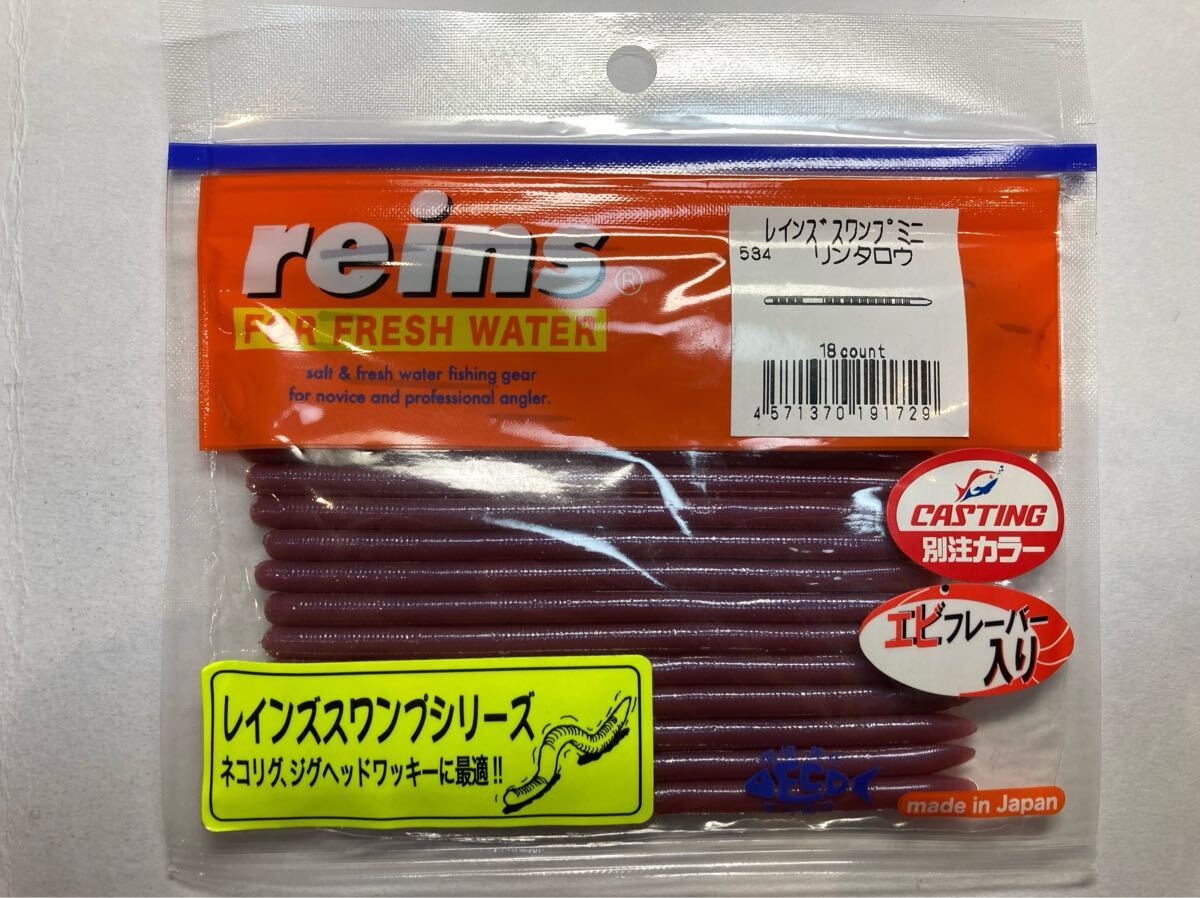 reins®
FOR FRESH WATER
salt & fresh water fishing gear
for novice and professional angler.
レインズスワンプミニ
534 リンタロウ
18count
4 571370 191729
CASTING
別注カラー
エビフレーバー
入り
レインズスワンプシリーズ
ネコリグ、ジグヘッドワッキーに最適!!
ECO
made in Japan